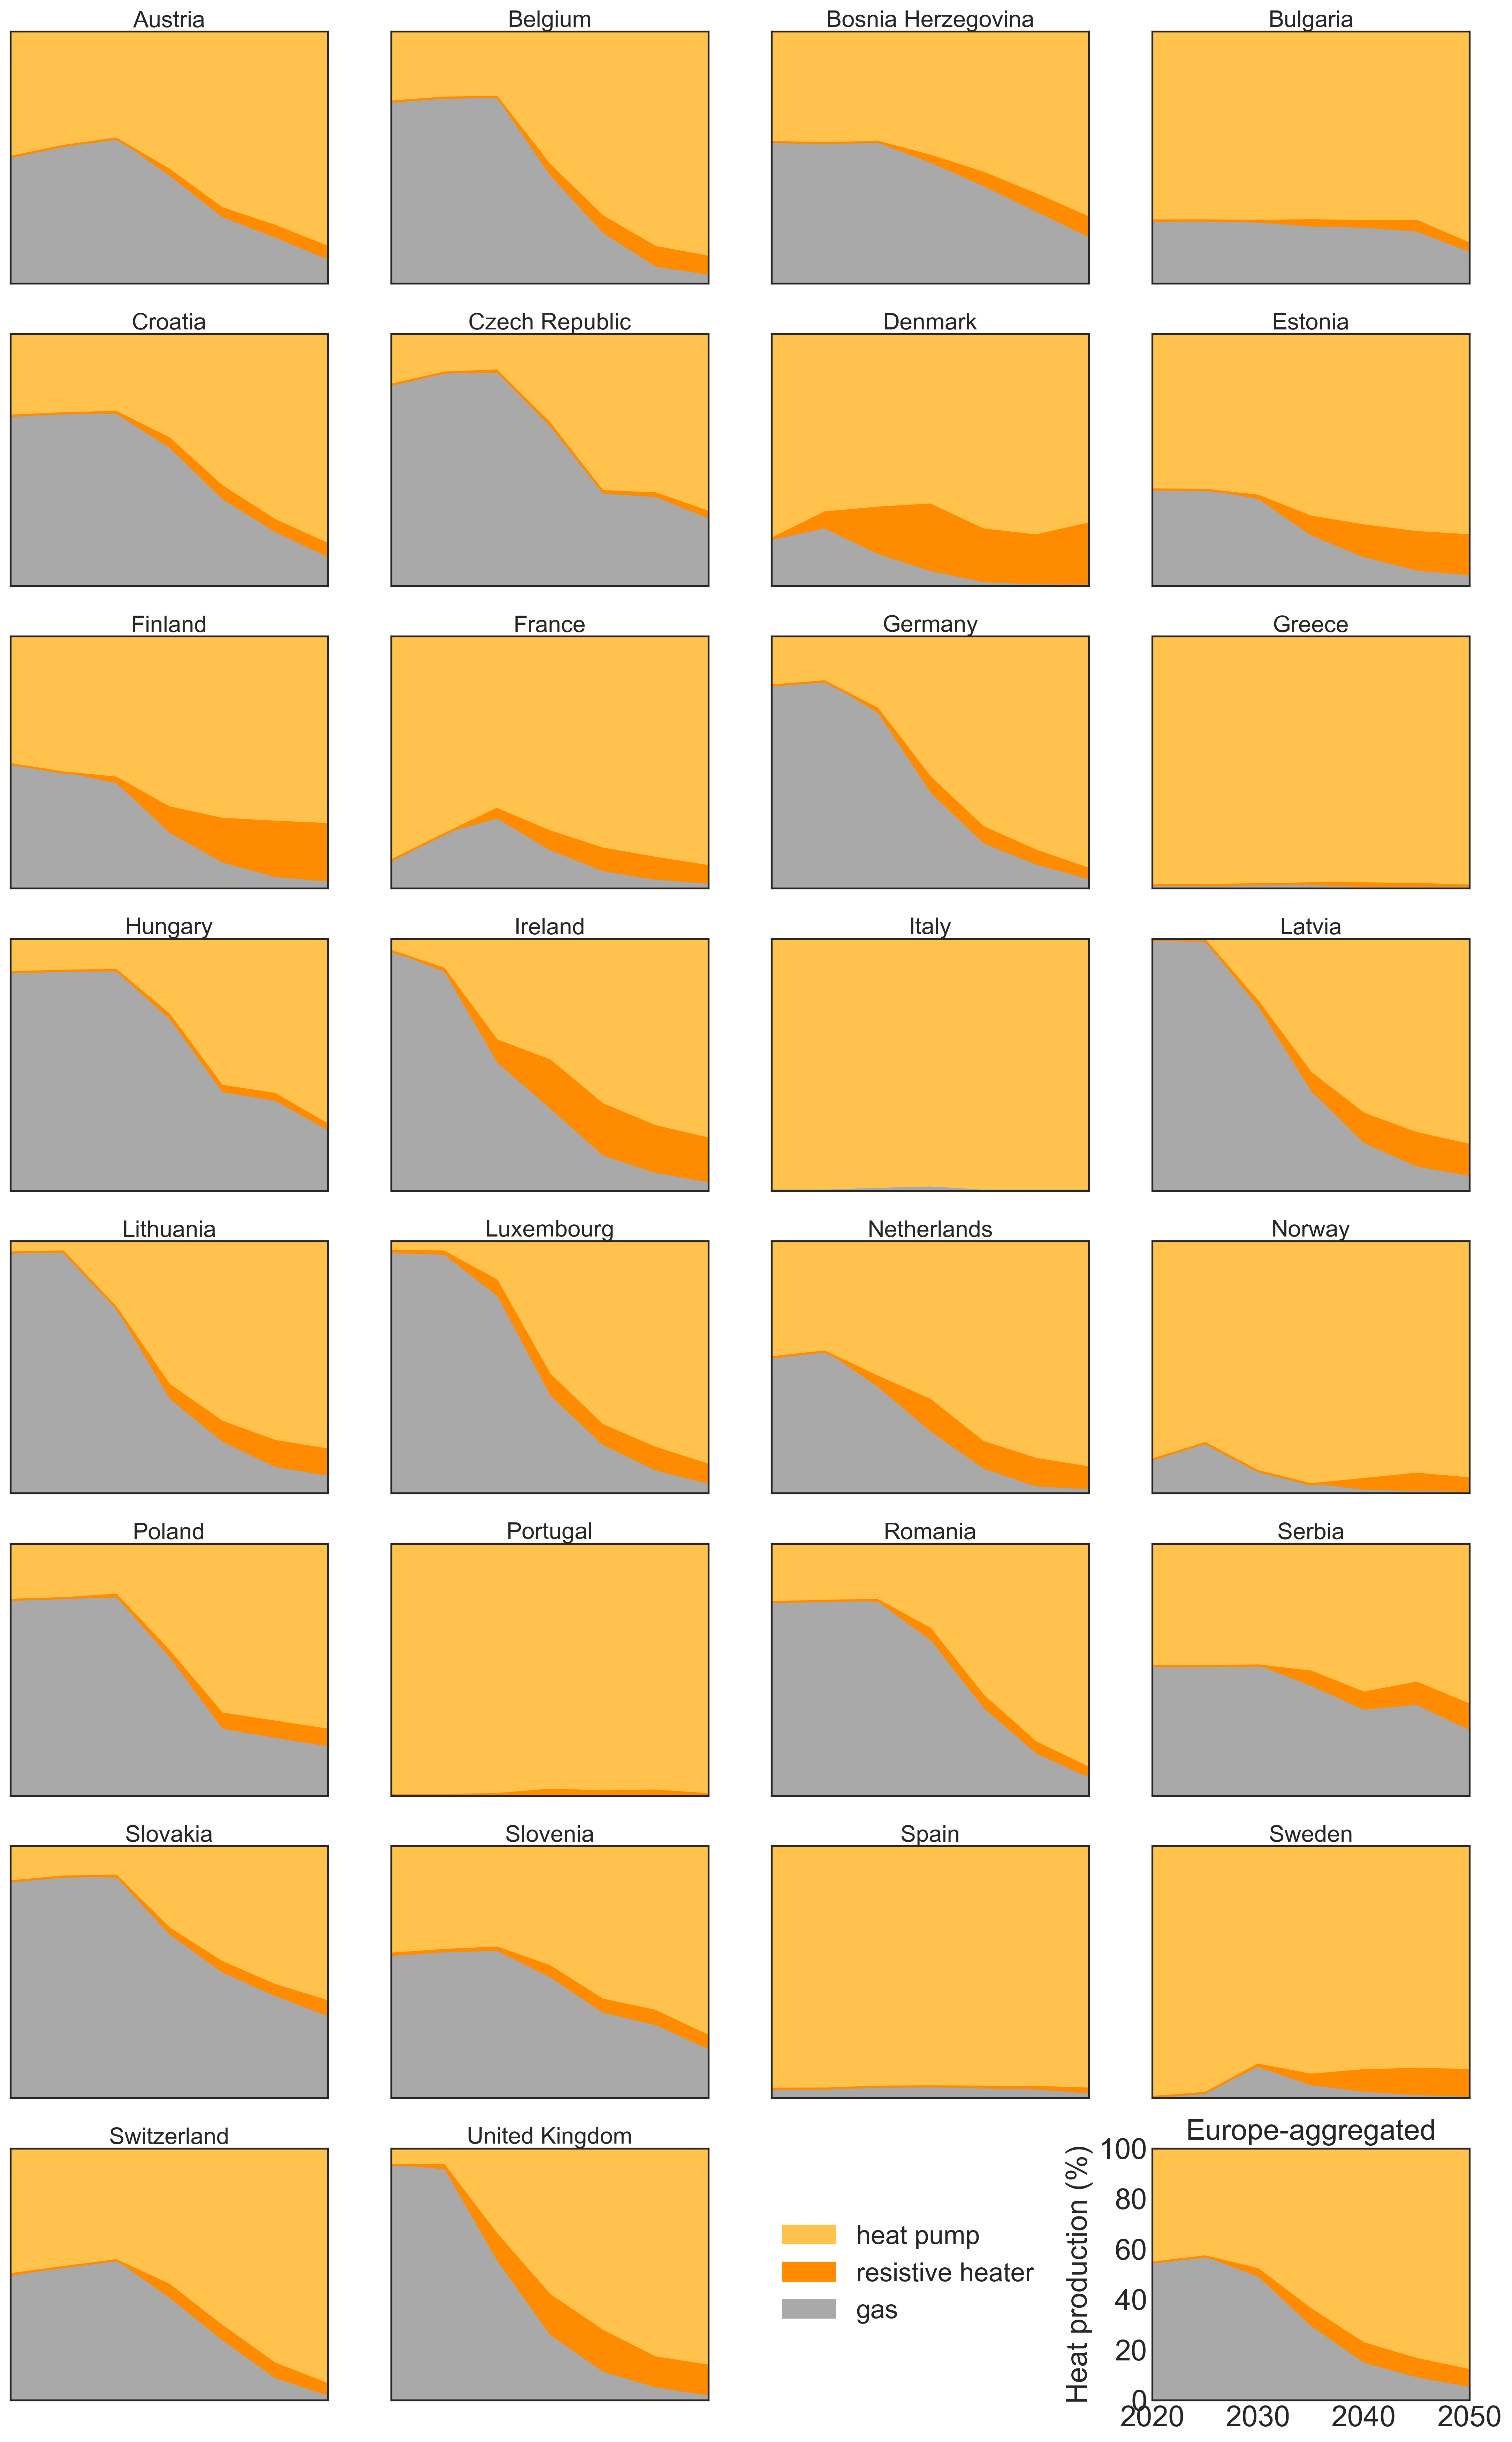 Austria
Belgium
Bosnia Herzegovina
Bulgaria
Croatia
Czech Republic
Denmark
Estonia
Finland
France
Germany
Greece
Hungary
Ireland
Italy
Latvia
Lithuania
Luxembourg
Netherlands
Norway
Poland
Portugal
Romania
Serbia
Slovakia
Slovenia
Spain
Sweden
Switzerland
United Kingdom
heat pump
resistive heater
gas
Europe-aggregated
Heat production (%)
100
80
60
40
20
0
2020
2030
2040
2050